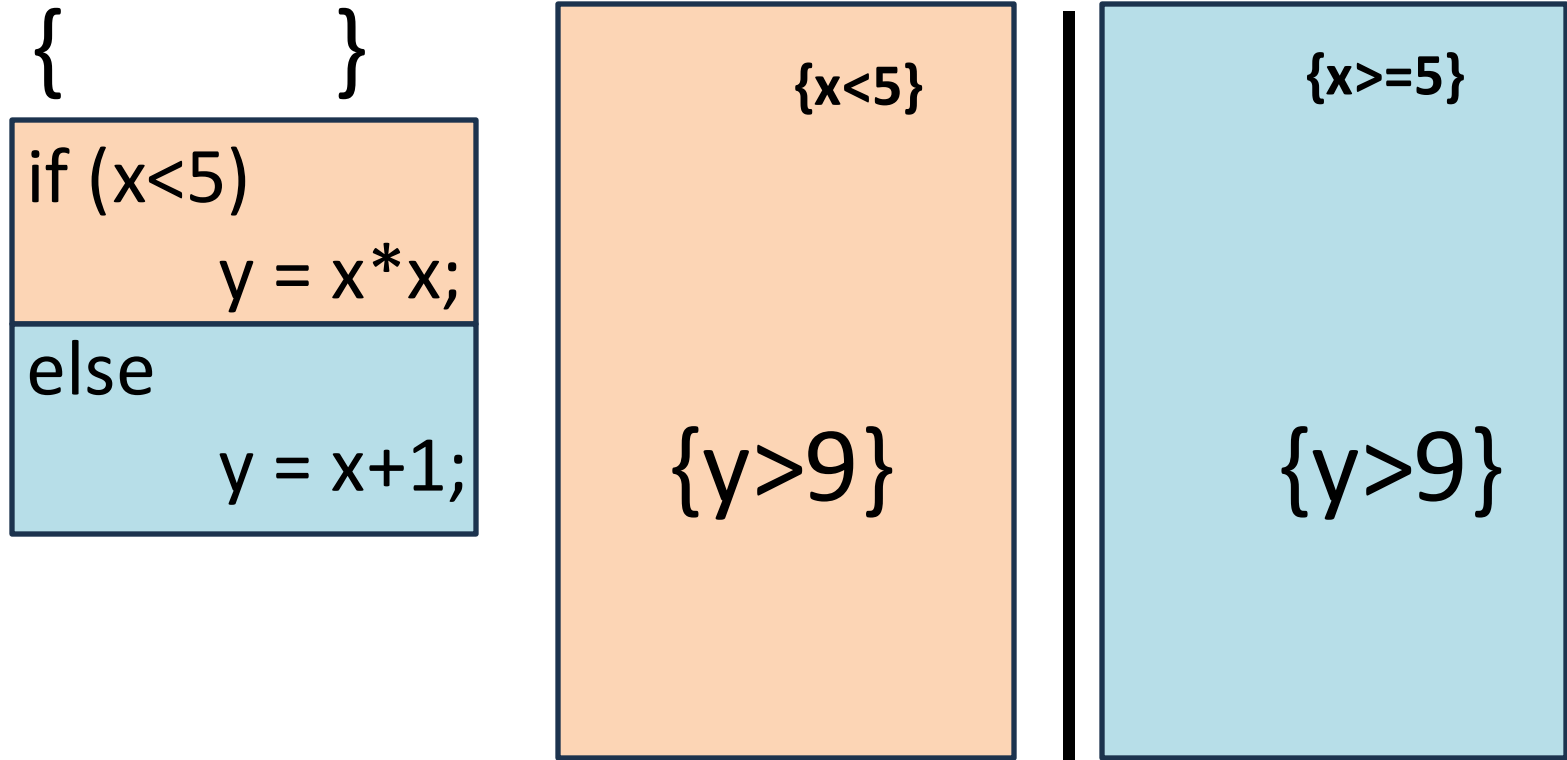 { }
if (x<5)
y = x*x;
else
y = x+1;
{x<5}
{y>9}
{x>=5}
{y>9}